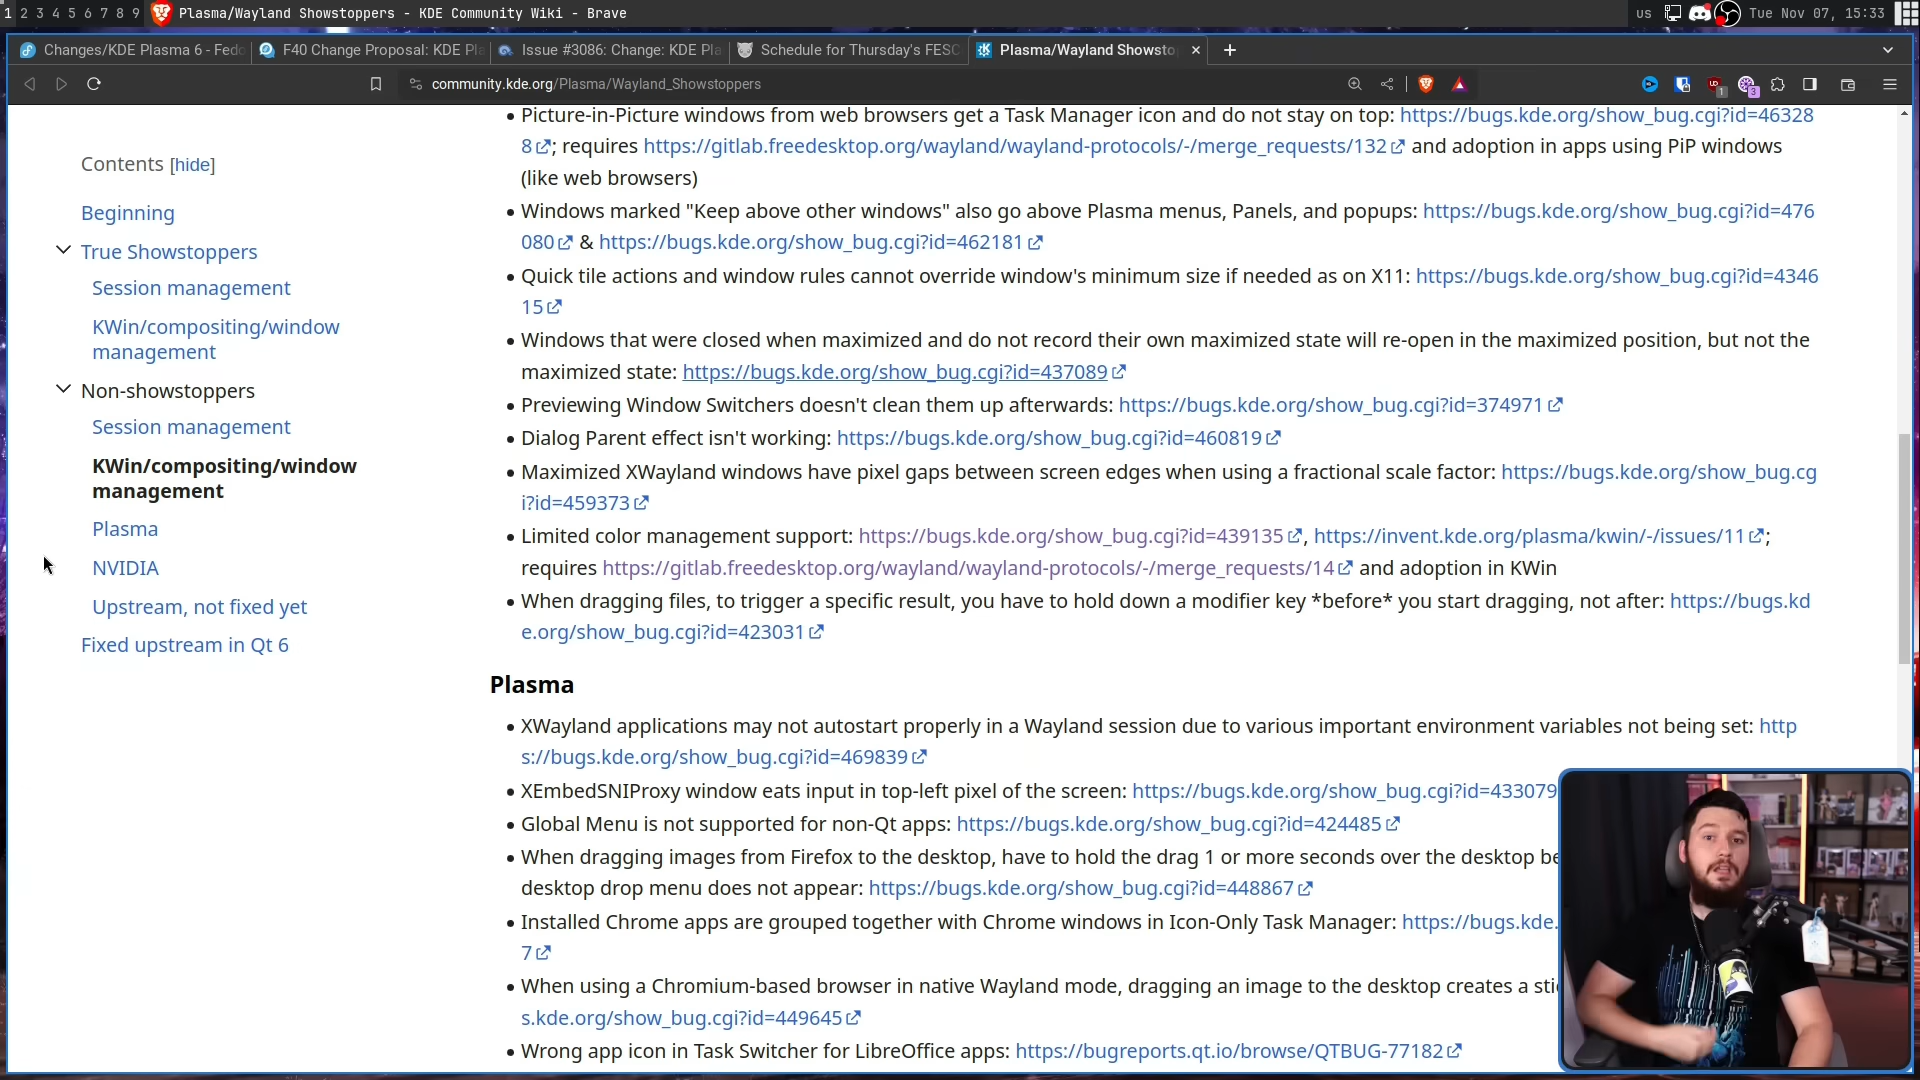 1 2 3 4 5 6 7 8 9 Plasma/Wayland Showstoppers - KDE Community Wiki - Brave us Tue Nov 07, 15:33
Changes/KDE Plasma 6 - Fedo F40 Change Proposal: KDE Pla Issue #3086: Change: KDE Pla Schedule for Thursday's FESC Plasma/Wayland Showsto
community.kde.org/Plasma/Wayland_Showstoppers
Contents [hide]
Beginning
True Showstoppers
Session management
KWin/compositing/window
management
Non-showstoppers
Session management
KWin/compositing/window
management
Plasma
NVIDIA
Upstream, not fixed yet
Fixed upstream in Qt 6
• Picture-in-Picture windows from web browsers get a Task Manager icon and do not stay on top: https://bugs.kde.org/show_bug.cgi?id=46328
8; requires https://gitlab.freedesktop.org/wayland/wayland-protocols/-/merge_requests/132 and adoption in apps using PiP windows
(like web browsers)
• Windows marked "Keep above other windows" also go above Plasma menus, Panels, and popups: https://bugs.kde.org/show_bug.cgi?id=476
080 & https://bugs.kde.org/show_bug.cgi?id=462181
• Quick tile actions and window rules cannot override window's minimum size if needed as on X11: https://bugs.kde.org/show_bug.cgi?id=4346
15
• Windows that were closed when maximized and do not record their own maximized state will re-open in the maximized position, but not the
maximized state: https://bugs.kde.org/show_bug.cgi?id=437089
• Previewing Window Switchers doesn't clean them up afterwards: https://bugs.kde.org/show_bug.cgi?id=374971
• Dialog Parent effect isn't working: https://bugs.kde.org/show_bug.cgi?id=460819
• Maximized XWayland windows have pixel gaps between screen edges when using a fractional scale factor: https://bugs.kde.org/show_bug.cg
i?id=459373
• Limited color management support: https://bugs.kde.org/show_bug.cgi?id=439135, https://invent.kde.org/plasma/kwin/-/issues/11;
requires https://gitlab.freedesktop.org/wayland/wayland-protocols/-/merge_requests/14 and adoption in KWin
• When dragging files, to trigger a specific result, you have to hold down a modifier key *before* you start dragging, not after: https://bugs.kd
e.org/show_bug.cgi?id=423031
Plasma
• XWayland applications may not autostart properly in a Wayland session due to various important environment variables not being set: http
s://bugs.kde.org/show_bug.cgi?id=469839
• XEmbedSNIProxy window eats input in top-left pixel of the screen: https://bugs.kde.org/show_bug.cgi?id=433079
• Global Menu is not supported for non-Qt apps: https://bugs.kde.org/show_bug.cgi?id=424485
• When dragging images from Firefox to the desktop, have to hold the drag 1 or more seconds over the desktop be
desktop drop menu does not appear: https://bugs.kde.org/show_bug.cgi?id=448867
• Installed Chrome apps are grouped together with Chrome windows in Icon-Only Task Manager: https://bugs.kde.
7
• When using a Chromium-based browser in native Wayland mode, dragging an image to the desktop creates a sti
s.kde.org/show_bug.cgi?id=449645
• Wrong app icon in Task Switcher for LibreOffice apps: https://bugreports.qt.io/browse/QTBUG-77182